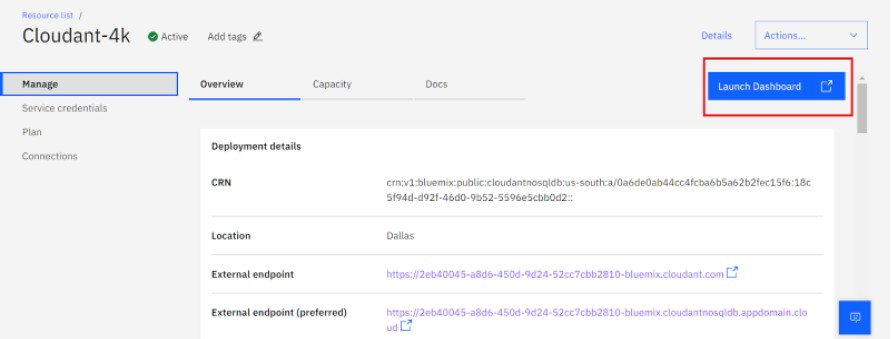 Resource list /
Cloudant-4k
Active
Add tags
Details
Actions...
Manage
Service credentials
Plan
Connections
Overview
Capacity
Docs
Launch Dashboard
Deployment details
CRN
crn:v1:bluemix:public:cloudantnosqldb:us-south:a/0a6de0ab44cc4fcba6b5a62b2fec15f6:18c
5f94d-d92f-46d0-9b52-5596e5cbb0d2::
Location
Dallas
External endpoint
https://2eb40045-a8d6-450d-9d24-52cc7cbb2810-bluemix.cloudant.com
External endpoint (preferred)
https://2eb40045-a8d6-450d-9d24-52cc7cbb2810-bluemix.cloudantnosqldb.appdomain.clo
ud